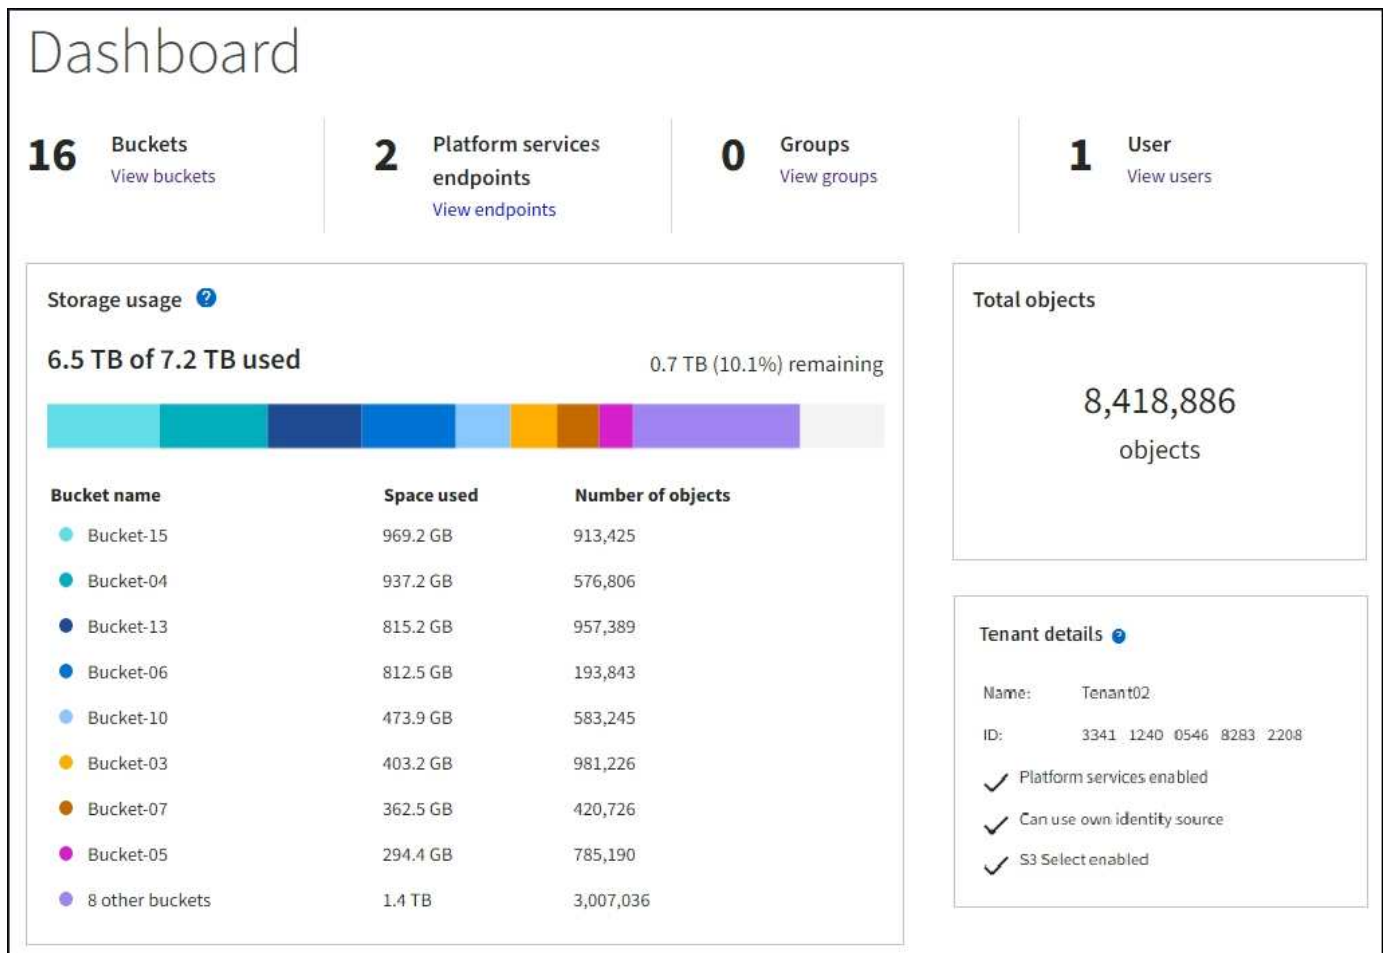 Dashboard
16 Buckets
View buckets
2 Platform services
endpoints
View endpoints
0 Groups
View groups
1 User
View users
Storage usage ?
6.5 TB of 7.2 TB used
0.7 TB (10.1%) remaining
Bucket name Space used Number of objects
Bucket-15 969.2 GB 913,425
Bucket-04 937.2 GB 576,806
Bucket-13 815.2 GB 957,389
Bucket-06 812.5 GB 193,843
Bucket-10 473.9 GB 583,245
Bucket-03 403.2 GB 981,226
Bucket-07 362.5 GB 420,726
Bucket-05 294.4 GB 785,190
8 other buckets 1.4 TB 3,007,036
Total objects
8,418,886
objects
Tenant details ?
Name: Tenant02
ID: 3341 1240 0546 8283 2208
Platform services enabled
Can use own identity source
S3 Select enabled